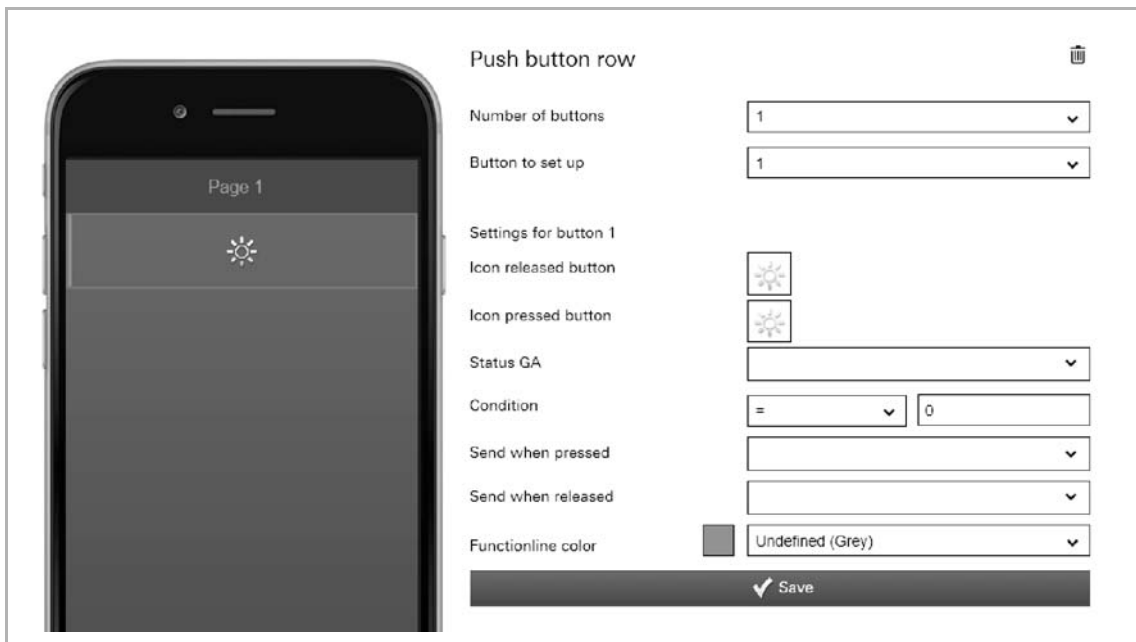 Push button row
Number of buttons 1
Button to set up 1
Page 1
Settings for button 1
Icon released button
Icon pressed button
Status GA
Condition = 0
Send when pressed
Send when released
Functionline color Undefined (Grey)
Save